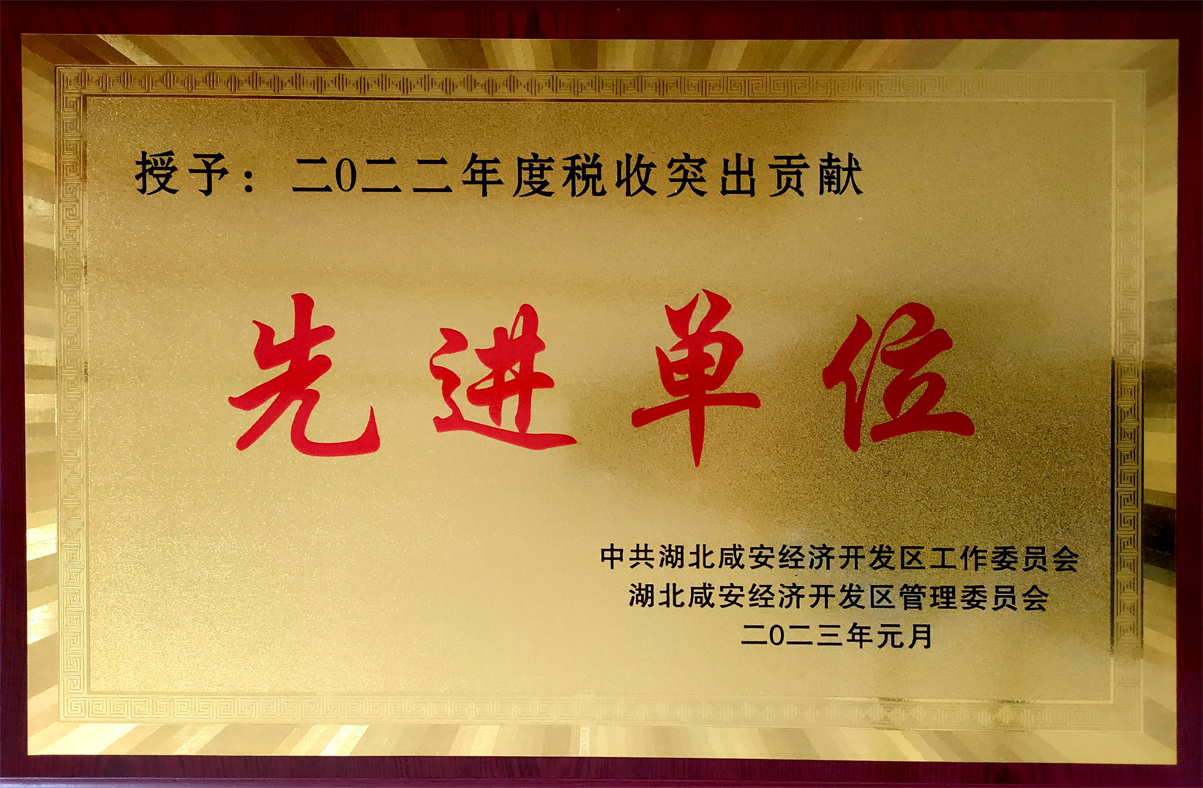 授予：二0二二年度税收突出贡献
先进单位
中共湖北咸安经济开发区工作委员会
湖北咸安经济开发区管理委员会
二0二三年元月